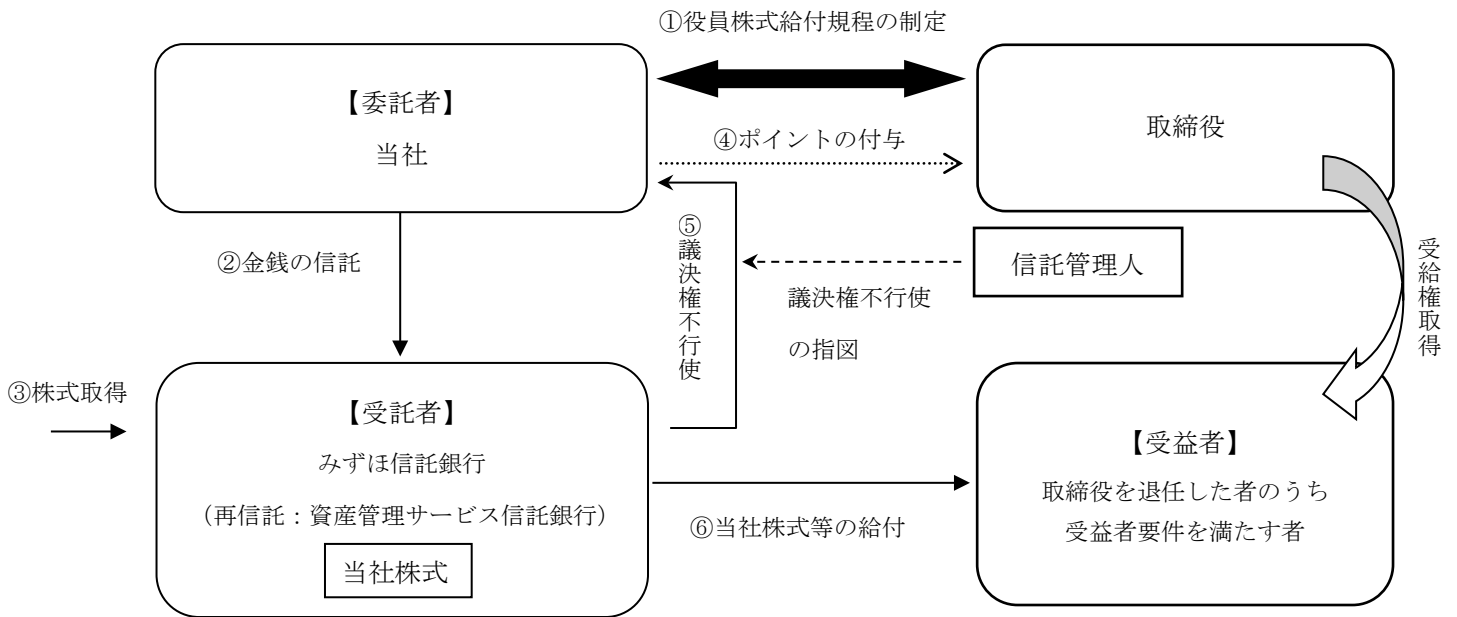 ①役員株式給付規程の制定
【委託者】
当社
取締役
④ポイントの付与
②金銭の信託
⑤議決権不行使
信託管理人
議決権不行使
の指図
受給権取得
③株式取得
【受託者】
みずほ信託銀行
（再信託：資産管理サービス信託銀行）
当社株式
⑥当社株式等の給付
【受益者】
取締役を退任した者のうち
受益者要件を満たす者